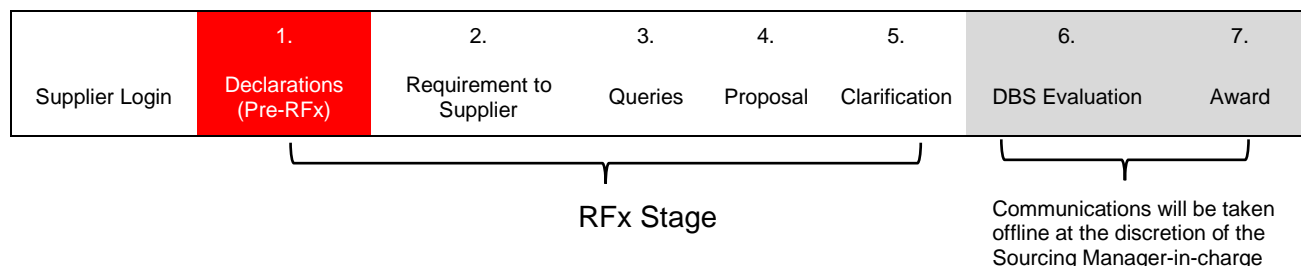 1. 2. 3. 4. 5. 6. 7.
Supplier Login
Declarations
(Pre-RFx)
Requirement to
Supplier
Queries
Proposal
Clarification
DBS Evaluation
Award
RFx Stage
Communications will be taken
offline at the discretion of the
Sourcing Manager-in-charge